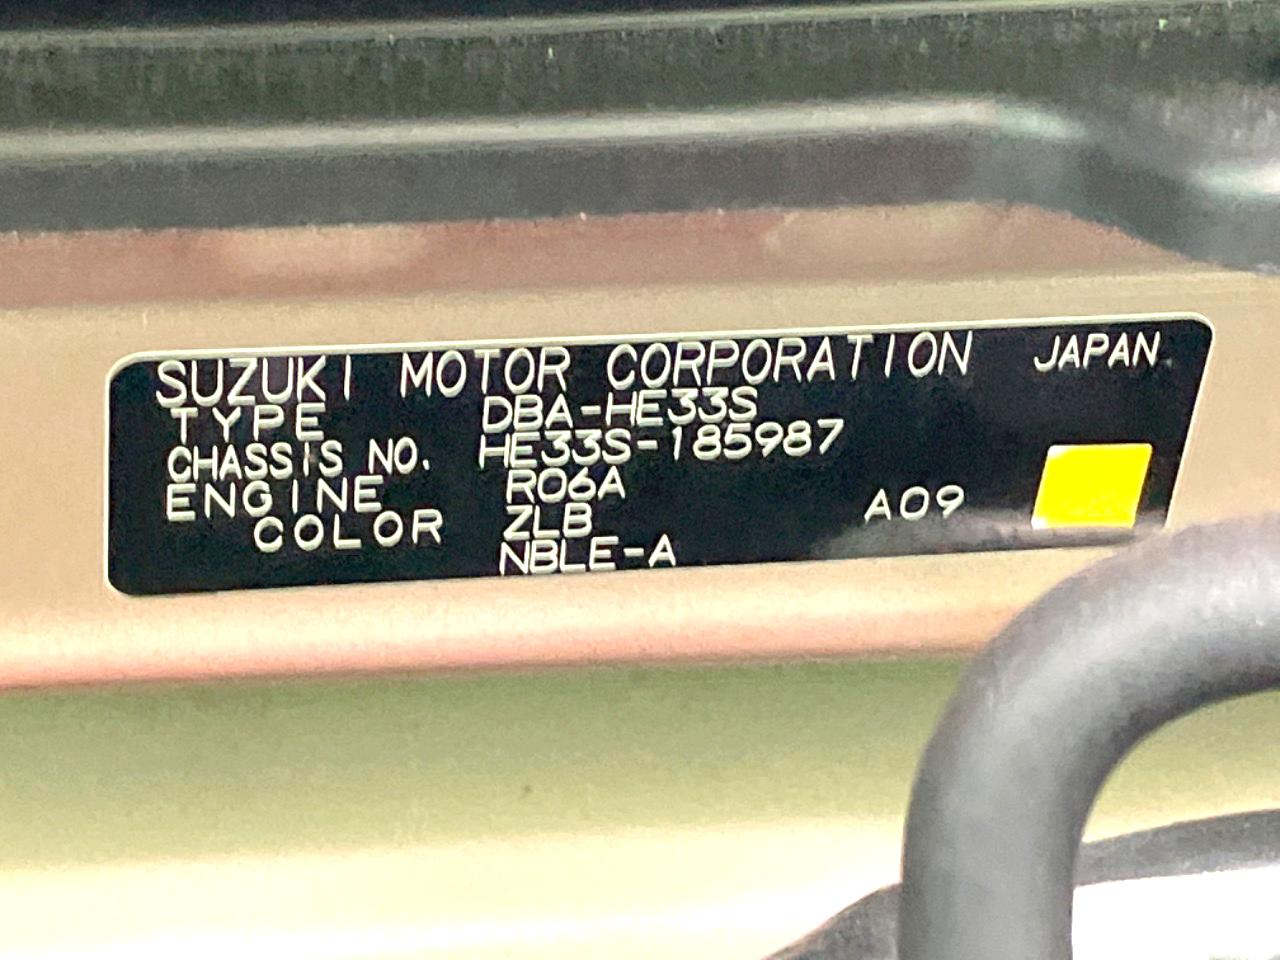 SUZUKI MOTOR CORPORATION JAPAN
TYPE DBA-HE33S
CHASSIS NO. HE33S-185987
ENGINE R06A
COLOR ZLB A09
NBLE-A